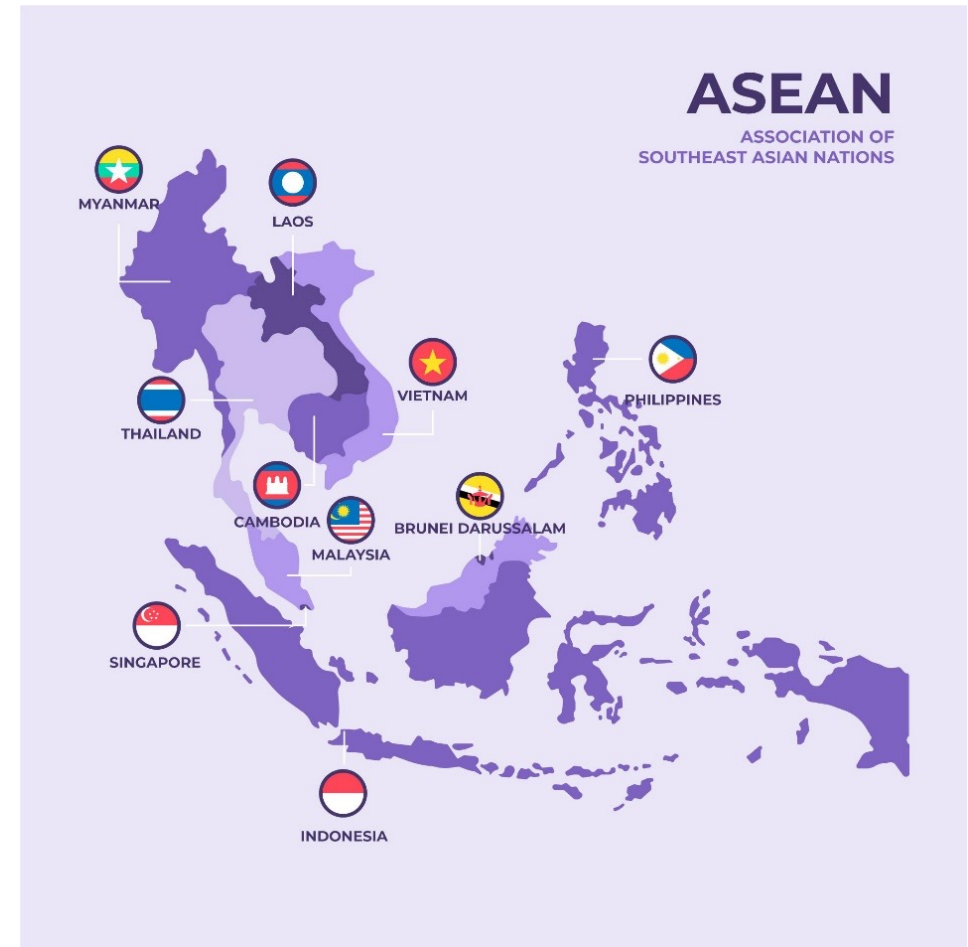 ASEAN
ASSOCIATION OF
SOUTHEAST ASIAN NATIONS
MYANMAR
LAOS
VIETNAM
PHILIPPINES
THAILAND
CAMBODIA
BRUNEI DARUSSALAM
MALAYSIA
SINGAPORE
INDONESIA